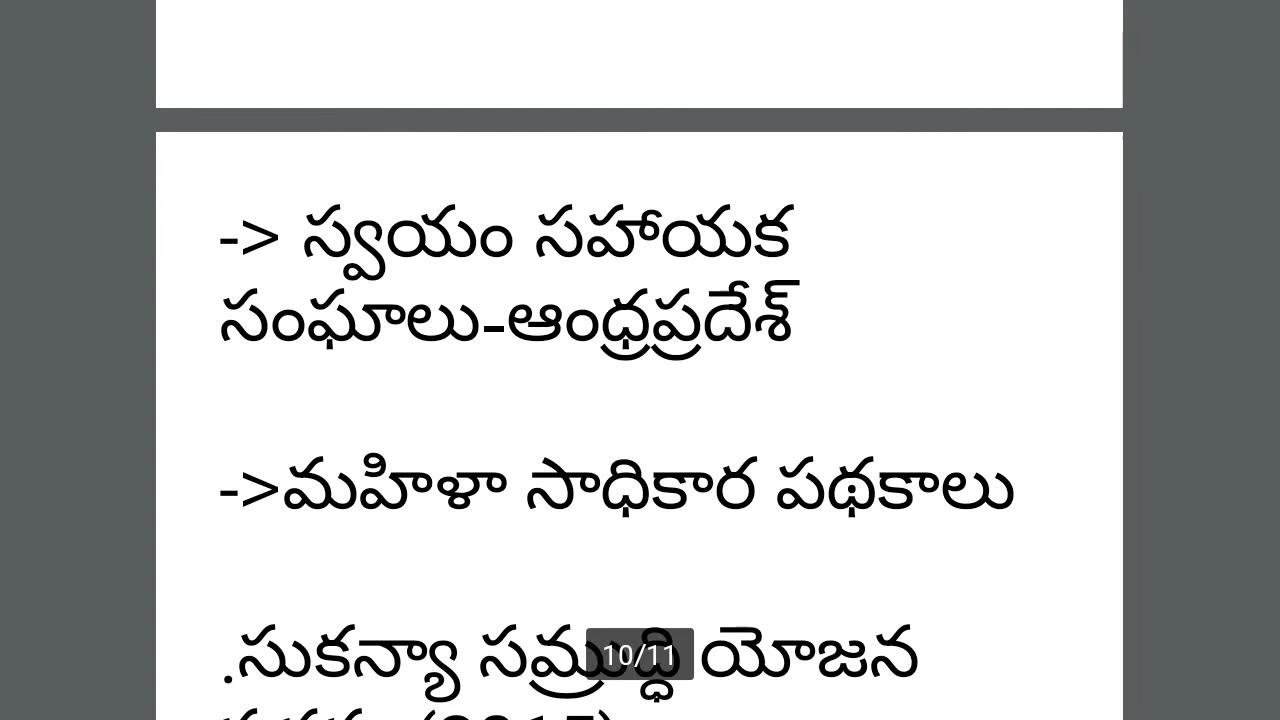 -> స్వయం సహాయక
సంఘాలు-ఆంధ్రప్రదేశ్
->మహిళా సాధికార పథకాలు
.సుకన్యా సమ్రుద్ధి యోజన
10/11